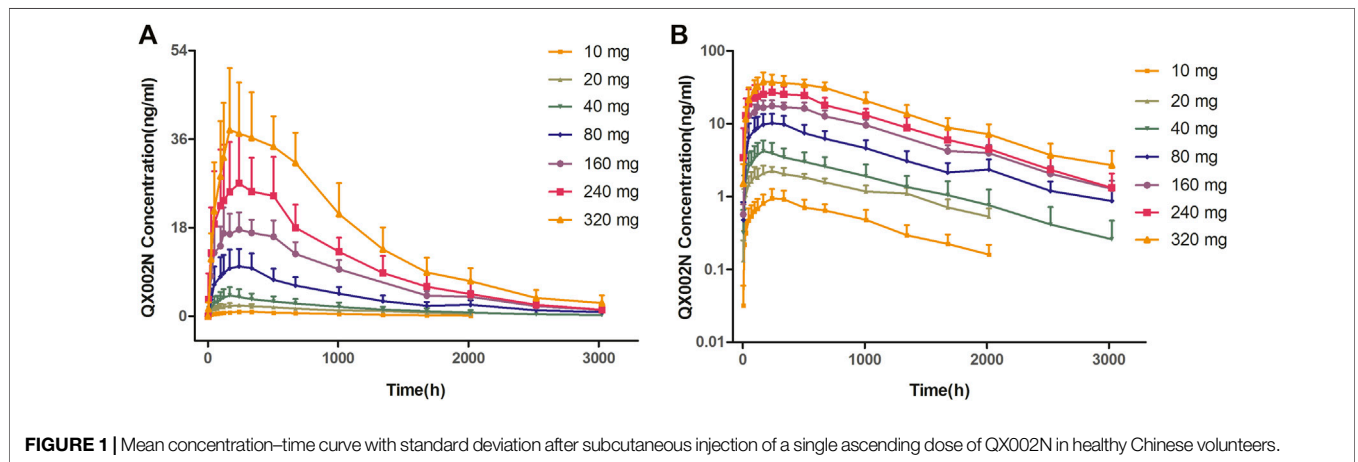 A
QX002N Concentration(ng/ml)
54
36
18
0
0
1000
2000
3000
Time(h)
10 mg
20 mg
40 mg
80 mg
160 mg
240 mg
320 mg
B
QX002N Concentration(ng/ml)
100
10
1
0.1
0.01
0
1000
2000
3000
Time(h)
10 mg
20 mg
40 mg
80 mg
160 mg
240 mg
320 mg
FIGURE 1 | Mean concentration–time curve with standard deviation after subcutaneous injection of a single ascending dose of QX002N in healthy Chinese volunteers.